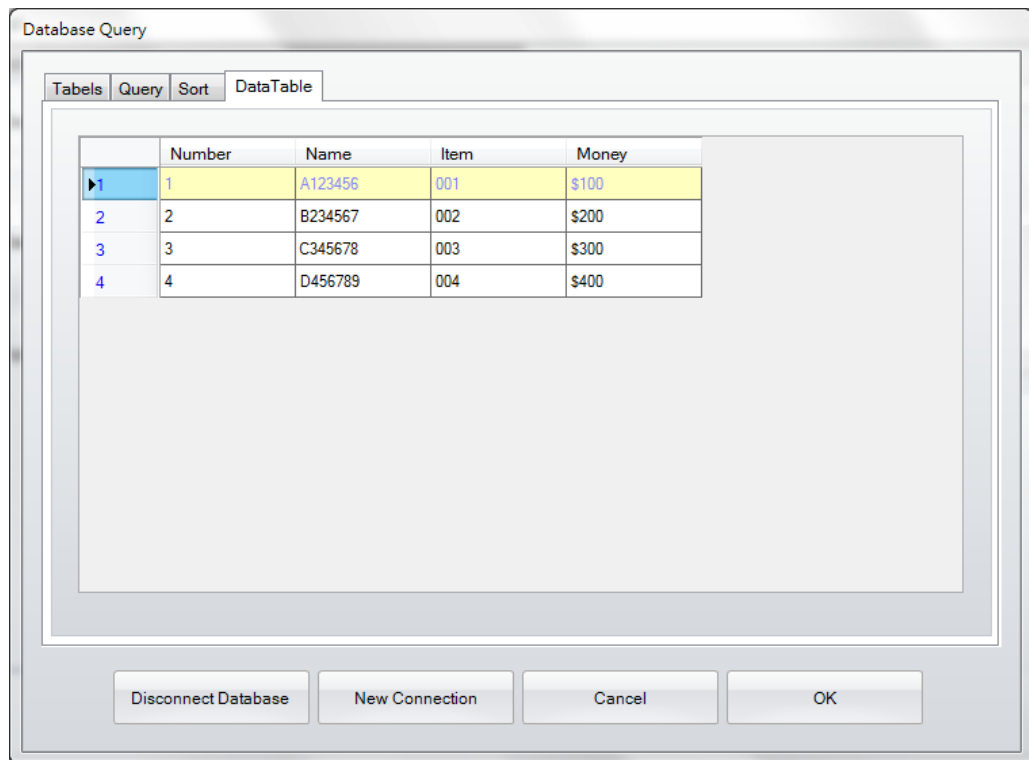 Database Query
Tabels Query Sort DataTable
Number Name Item Money
1 1 A123456 001 $100
2 2 B234567 002 $200
3 3 C345678 003 $300
4 4 D456789 004 $400
Disconnect Database New Connection Cancel OK